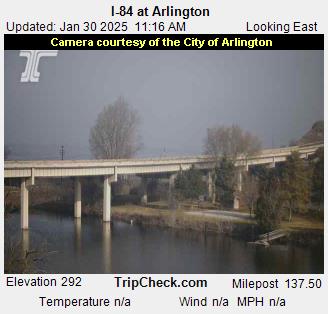 I-84 at Arlington
Updated: Jan 30 2025 11:16 AM Looking East
Camera courtesy of the City of Arlington
Elevation 292 TripCheck.com Milepost 137.50
Temperature n/a Wind n/a MPH n/a